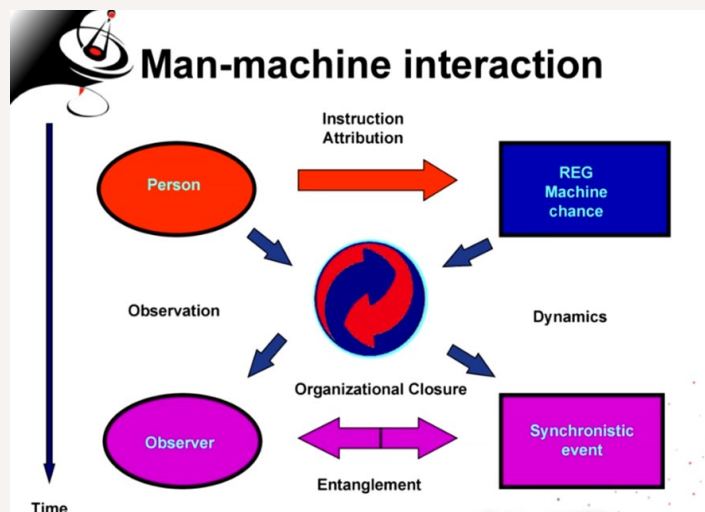 Man-machine interaction
Instruction
Attribution
Person
REG
Machine
chance
Observation
Dynamics
Organizational Closure
Observer
Synchronistic
event
Entanglement
Time